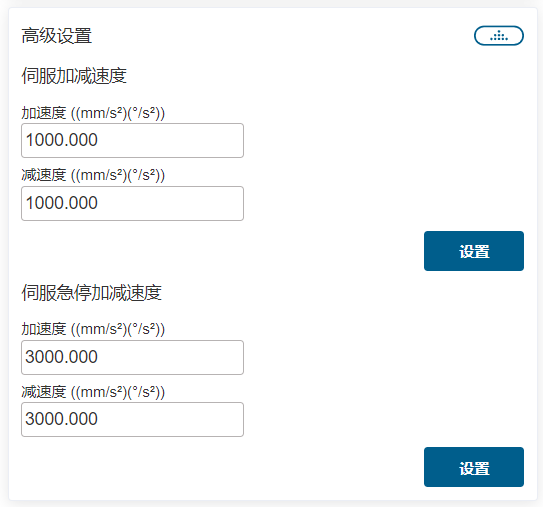 高级设置
伺服加减速度
加速度 ((mm/s²)(°/s²))
1000.000
减速度 ((mm/s²)(°/s²))
1000.000
设置
伺服急停加减速度
加速度 ((mm/s²)(°/s²))
3000.000
减速度 ((mm/s²)(°/s²))
3000.000
设置